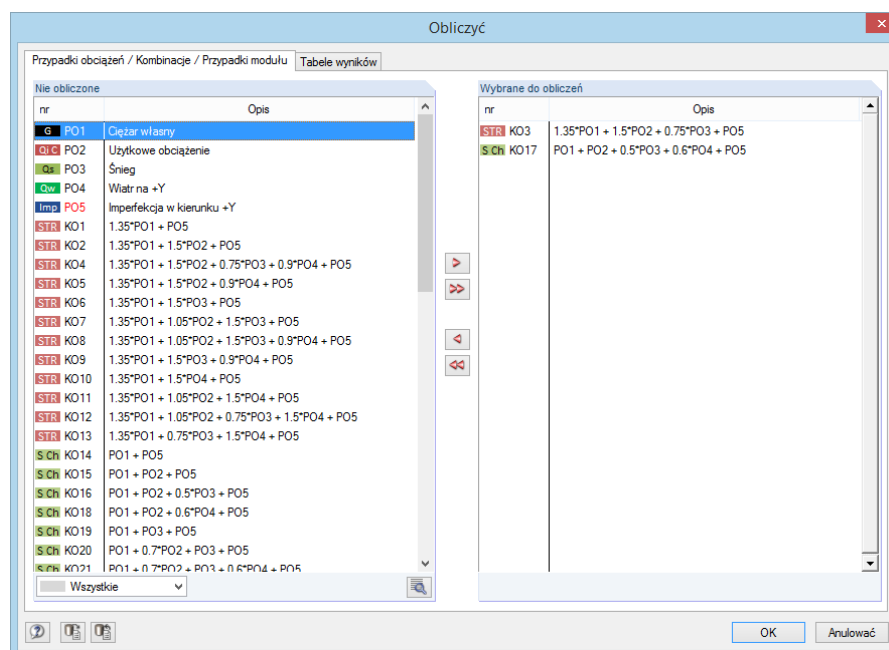 Obliczyć
Przypadki obciążeń / Kombinacje / Przypadki modułu Tabele wyników
Nie obliczone
nr Opis
G PO1 Ciężar własny
Qi C PO2 Użytkowe obciążenie
Qs PO3 Śnieg
Qw PO4 Wiatr na +Y
Imp PO5 Imperfekcja w kierunku +Y
STR KO1 1.35*PO1 + PO5
STR KO2 1.35*PO1 + 1.5*PO2 + PO5
STR KO4 1.35*PO1 + 1.5*PO2 + 0.75*PO3 + 0.9*PO4 + PO5
STR KO5 1.35*PO1 + 1.5*PO2 + 0.9*PO4 + PO5
STR KO6 1.35*PO1 + 1.5*PO3 + PO5
STR KO7 1.35*PO1 + 1.05*PO2 + 1.5*PO3 + PO5
STR KO8 1.35*PO1 + 1.05*PO2 + 1.5*PO3 + 0.9*PO4 + PO5
STR KO9 1.35*PO1 + 1.5*PO3 + 0.9*PO4 + PO5
STR KO10 1.35*PO1 + 1.5*PO4 + PO5
STR KO11 1.35*PO1 + 1.05*PO2 + 1.5*PO4 + PO5
STR KO12 1.35*PO1 + 1.05*PO2 + 0.75*PO3 + 1.5*PO4 + PO5
STR KO13 1.35*PO1 + 0.75*PO3 + 1.5*PO4 + PO5
S Ch KO14 PO1 + PO5
S Ch KO15 PO1 + PO2 + PO5
S Ch KO16 PO1 + PO2 + 0.5*PO3 + PO5
S Ch KO18 PO1 + PO2 + 0.6*PO4 + PO5
S Ch KO19 PO1 + PO3 + PO5
S Ch KO20 PO1 + 0.7*PO2 + PO3 + PO5
S Ch KO21 PO1 + 0.7*PO2 + PO3 + 0.6*PO4 + PO5
Wszystkie
Wybrane do obliczeń
nr Opis
STR KO3 1.35*PO1 + 1.5*PO2 + 0.75*PO3 + PO5
S Ch KO17 PO1 + PO2 + 0.5*PO3 + 0.6*PO4 + PO5
OK Anulować